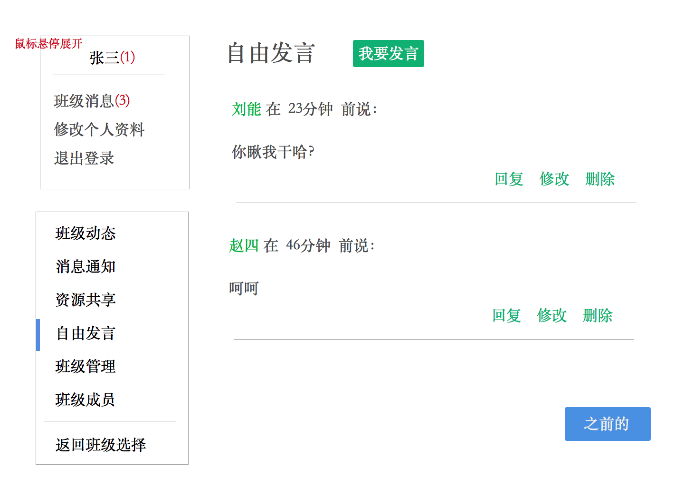 鼠标悬停展开
张三(1)
班级消息(3)
修改个人资料
退出登录
班级动态
消息通知
资源共享
自由发言
班级管理
班级成员
返回班级选择
自由发言 我要发言
刘能 在 23分钟 前说：
你瞅我干哈？
回复 修改 删除
赵四 在 46分钟 前说：
呵呵
回复 修改 删除
之前的